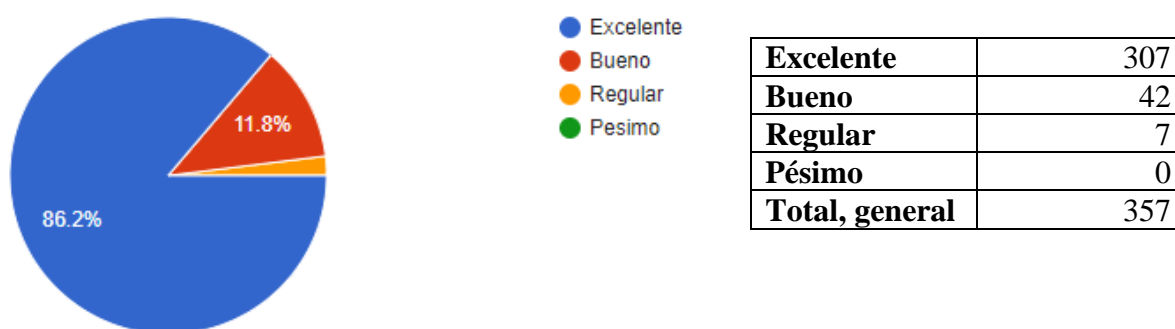 11.8%
86.2%
Excelente
Bueno
Regular
Pesimo
Excelente 307
Bueno 42
Regular 7
Pésimo 0
Total, general 357